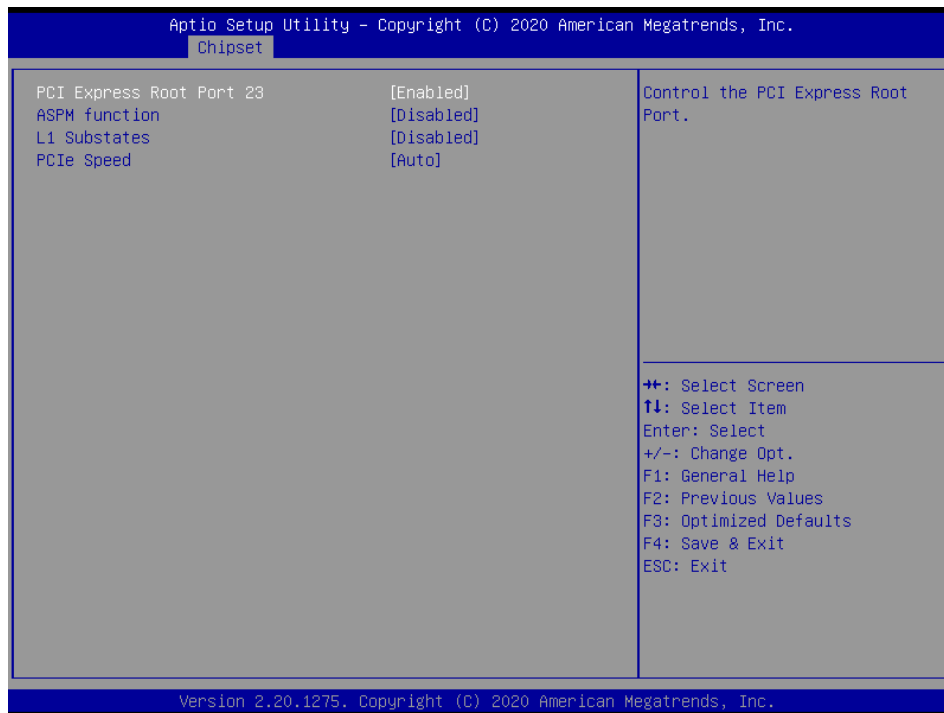 Aptio Setup Utility – Copyright (C) 2020 American Megatrends, Inc.
Chipset
PCI Express Root Port 23 [Enabled]
ASPM function [Disabled]
L1 Substates [Disabled]
PCIe Speed [Auto]
Control the PCI Express Root
Port.
→←: Select Screen
↑↓: Select Item
Enter: Select
+/-: Change Opt.
F1: General Help
F2: Previous Values
F3: Optimized Defaults
F4: Save & Exit
ESC: Exit
Version 2.20.1275. Copyright (C) 2020 American Megatrends, Inc.